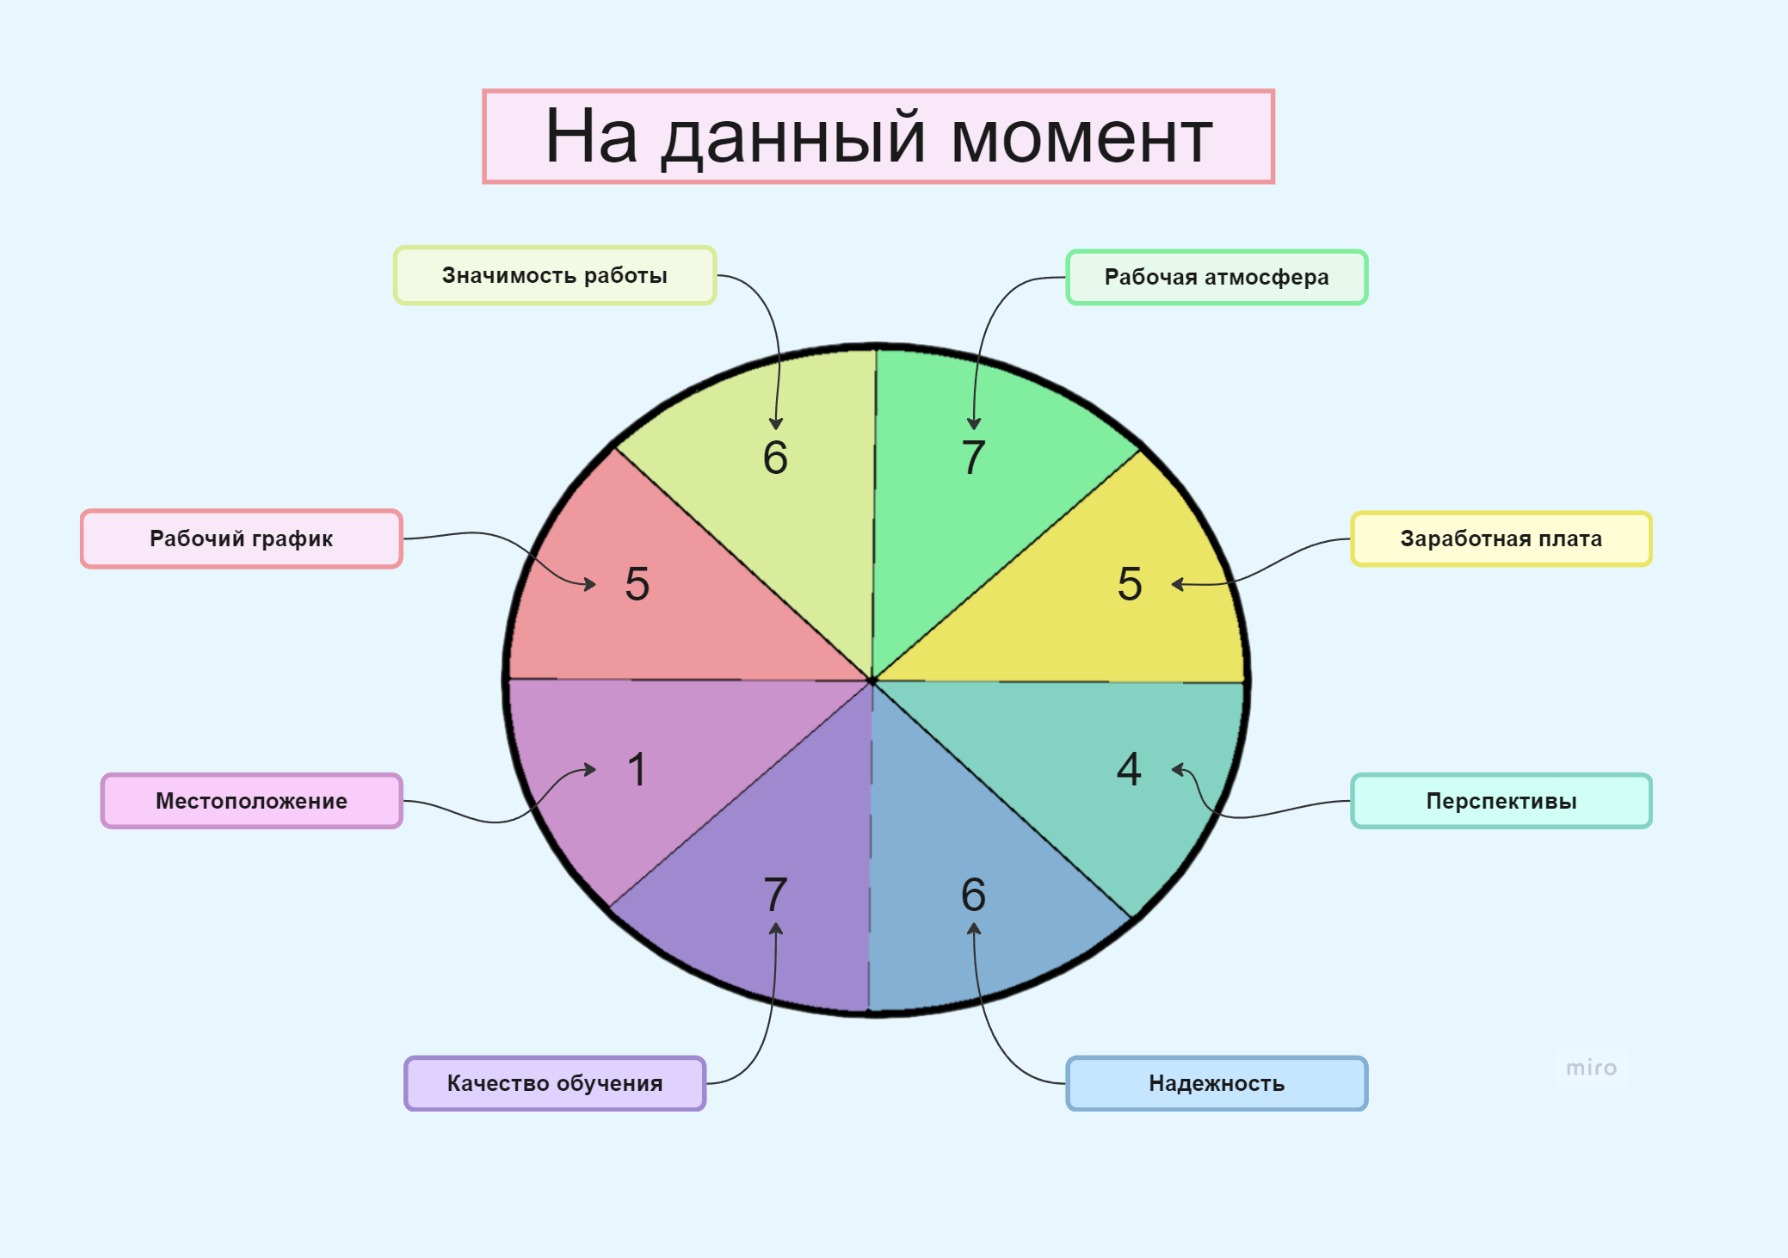 На данный момент
Значимость работы
Рабочая атмосфера
6
7
Рабочий график
Заработная плата
5
5
Местоположение
1
4
Перспективы
7
6
Качество обучения
Надежность
miro